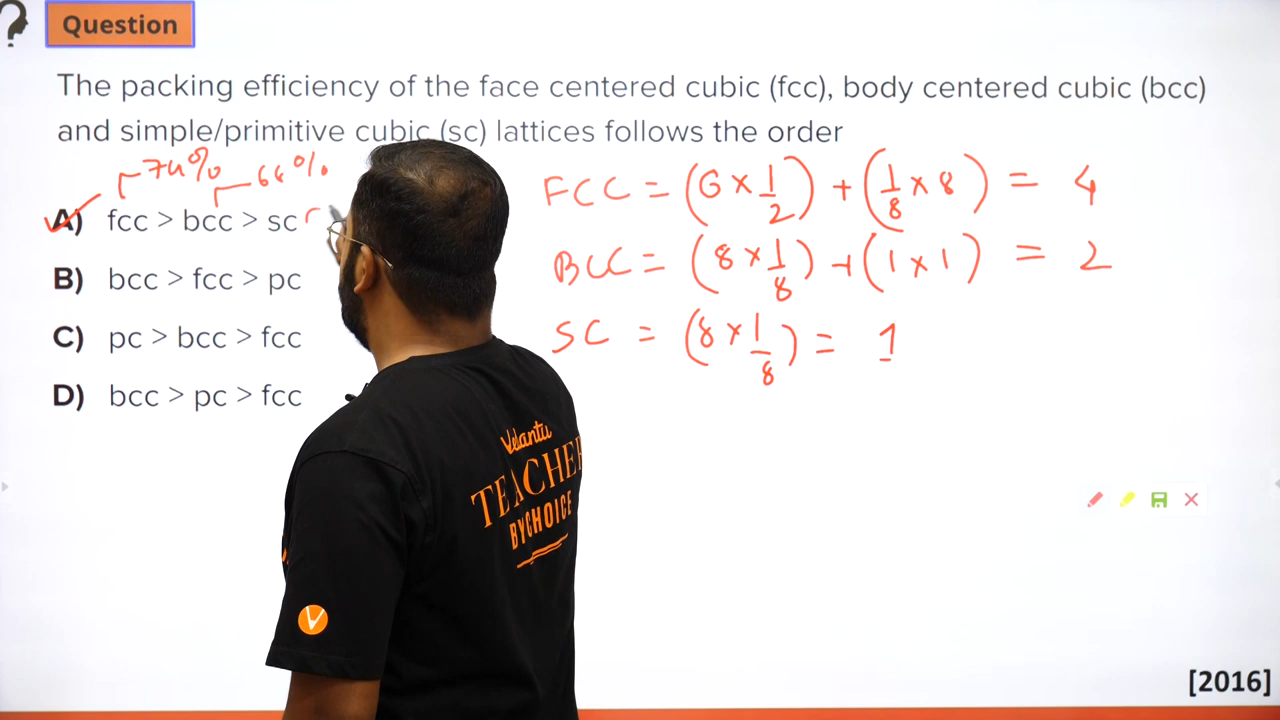 Question
The packing efficiency of the face centered cubic (fcc), body centered cubic (bcc)
and simple/primitive cubic (sc) lattices follows the order
74% 64%
A) fcc > bcc > sc
B) bcc > fcc > pc
C) pc > bcc > fcc
D) bcc > pc > fcc
FCC = (6 × 1/2) + (1/8 × 8) = 4
BCC = (8 × 1/8) + (1 × 1) = 2
SC = (8 × 1/8) = 1
Vedantu
TEACHER
BY CHOICE
[2016]